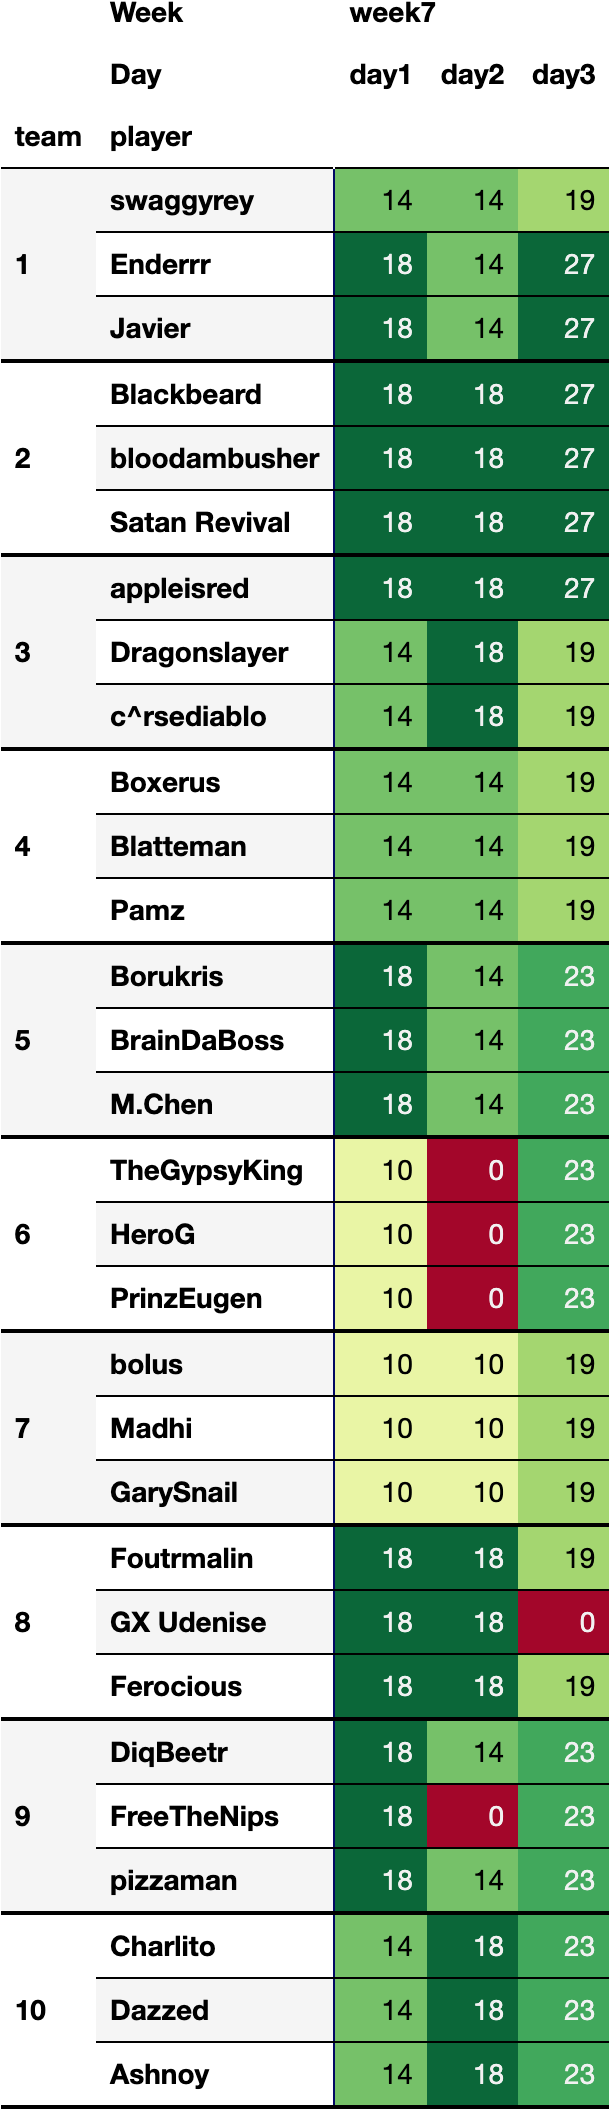 Week week7
Day day1 day2 day3
team player
swaggyrey 14 14 19
1 Enderrr 18 14 27
Javier 18 14 27
Blackbeard 18 18 27
2 bloodambusher 18 18 27
Satan Revival 18 18 27
appleisred 18 18 27
3 Dragonslayer 14 18 19
c^rsediablo 14 18 19
Boxerus 14 14 19
4 Blatteman 14 14 19
Pamz 14 14 19
Borukris 18 14 23
5 BrainDaBoss 18 14 23
M.Chen 18 14 23
TheGypsyKing 10 0 23
6 HeroG 10 0 23
PrinzEugen 10 0 23
bolus 10 10 19
7 Madhi 10 10 19
GarySnail 10 10 19
Foutrmalin 18 18 19
8 GX Udenise 18 18 0
Ferocious 18 18 19
DiqBeetr 18 14 23
9 FreeTheNips 18 0 23
pizzaman 18 14 23
Charlito 14 18 23
10 Dazzed 14 18 23
Ashnoy 14 18 23